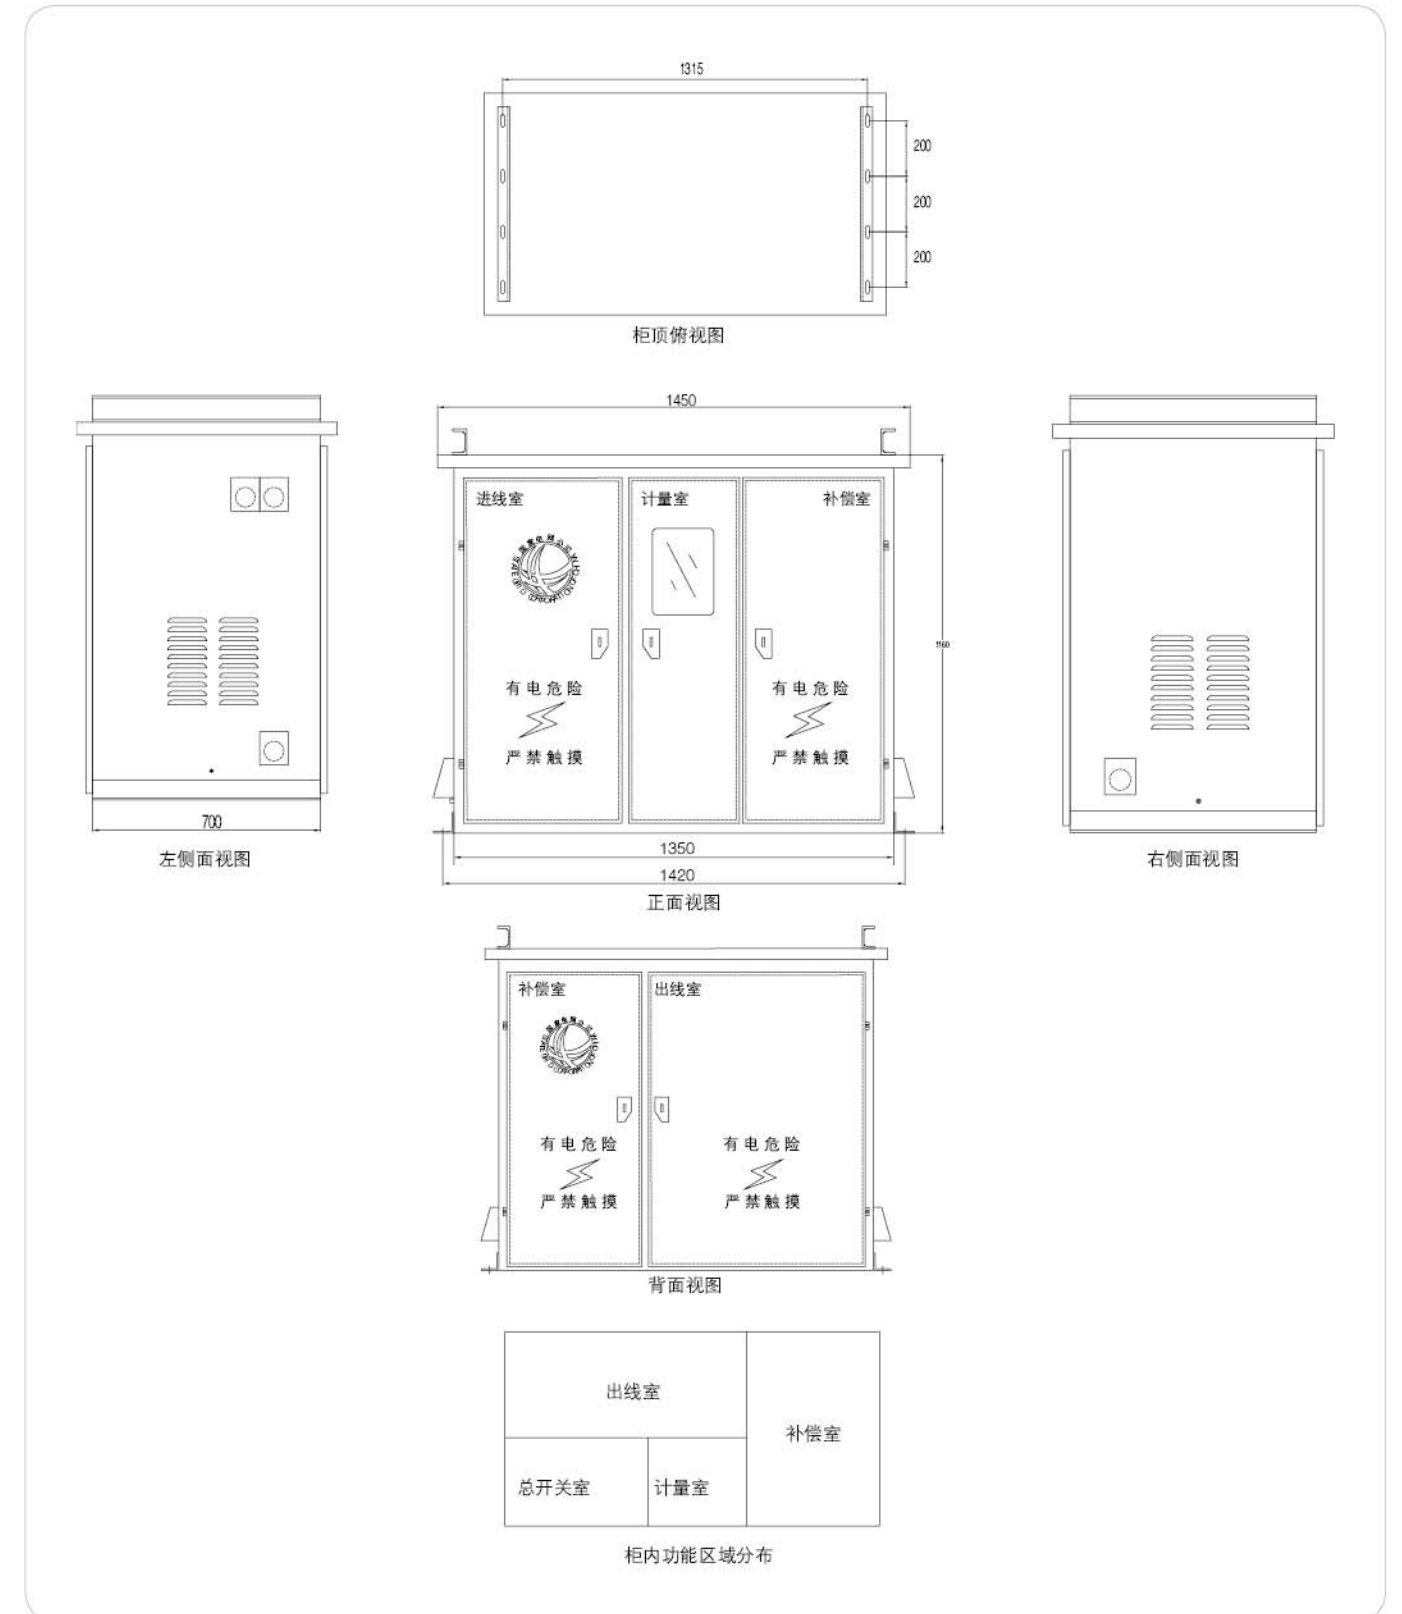 1315
200
200
200
柜顶俯视图
1450
进线室
计量室
补偿室
1160
有电危险
有电危险
严禁触摸
严禁触摸
700
左侧面视图
1350
1420
正面视图
右侧面视图
补偿室
出线室
有电危险
有电危险
严禁触摸
严禁触摸
背面视图
出线室
补偿室
总开关室
计量室
柜内功能区域分布